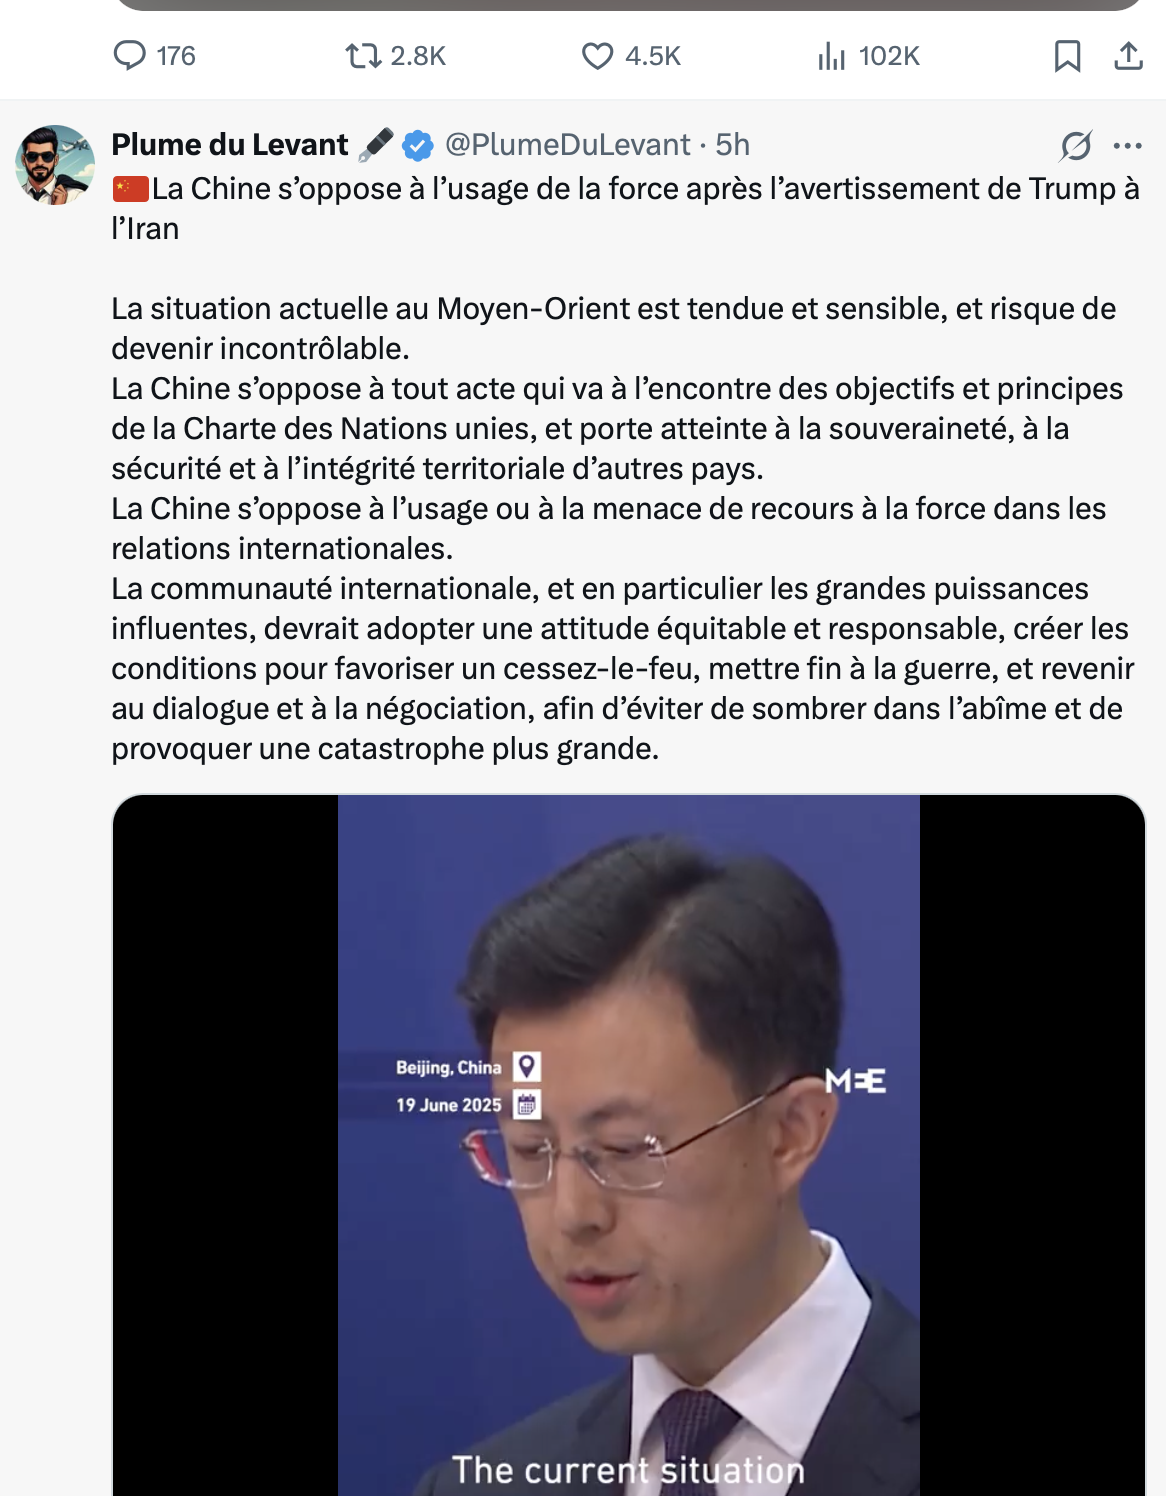 176 2.8K 4.5K 102K
Plume du Levant @PlumeDuLevant · 5h
La Chine s’oppose à l’usage de la force après l’avertissement de Trump à
l’Iran
La situation actuelle au Moyen-Orient est tendue et sensible, et risque de
devenir incontrôlable.
La Chine s’oppose à tout acte qui va à l’encontre des objectifs et principes
de la Charte des Nations unies, et porte atteinte à la souveraineté, à la
sécurité et à l’intégrité territoriale d’autres pays.
La Chine s’oppose à l’usage ou à la menace de recours à la force dans les
relations internationales.
La communauté internationale, et en particulier les grandes puissances
influentes, devrait adopter une attitude équitable et responsable, créer les
conditions pour favoriser un cessez-le-feu, mettre fin à la guerre, et revenir
au dialogue et à la négociation, afin d’éviter de sombrer dans l’abîme et de
provoquer une catastrophe plus grande.
Beijing, China
MEE
19 June 2025
The current situation